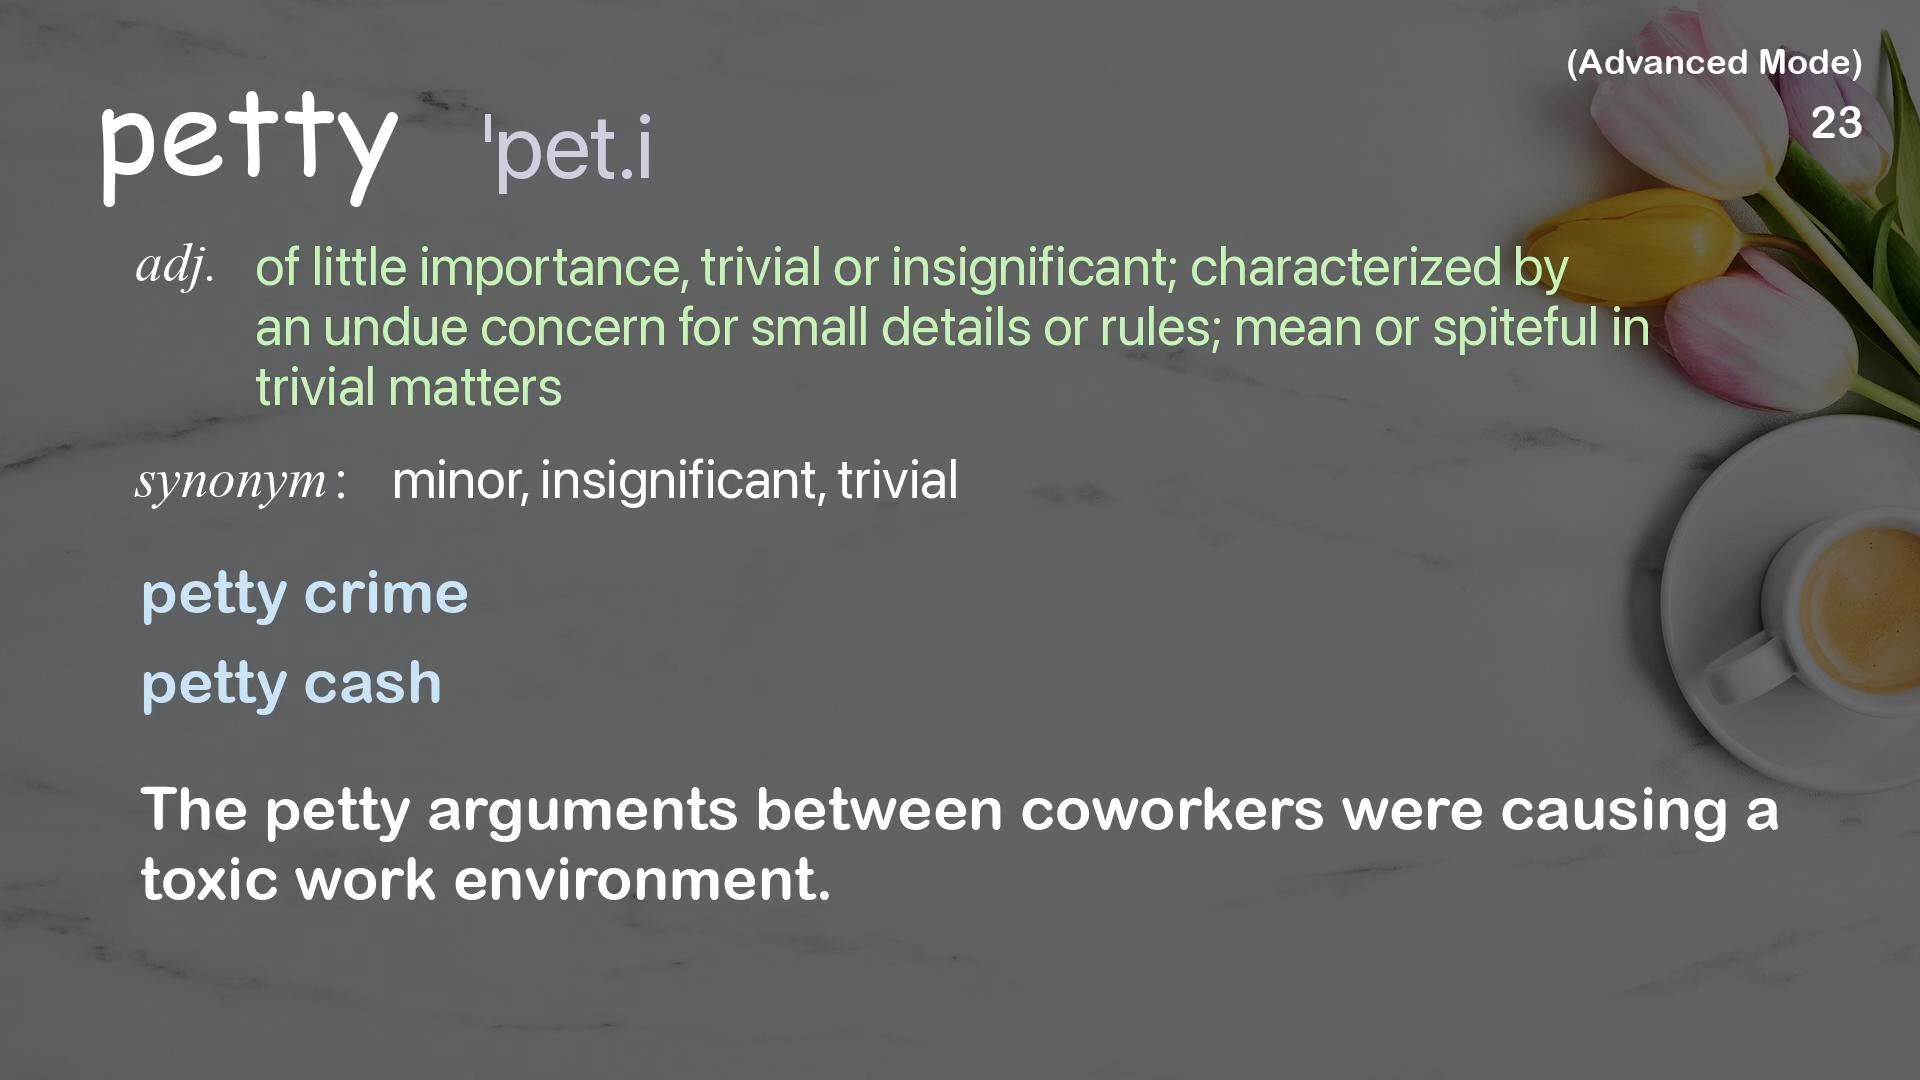 (Advanced Mode)
23
petty ˈpet.i
adj. of little importance, trivial or insignificant; characterized by
an undue concern for small details or rules; mean or spiteful in
trivial matters
synonym: minor, insignificant, trivial
petty crime
petty cash
The petty arguments between coworkers were causing a
toxic work environment.